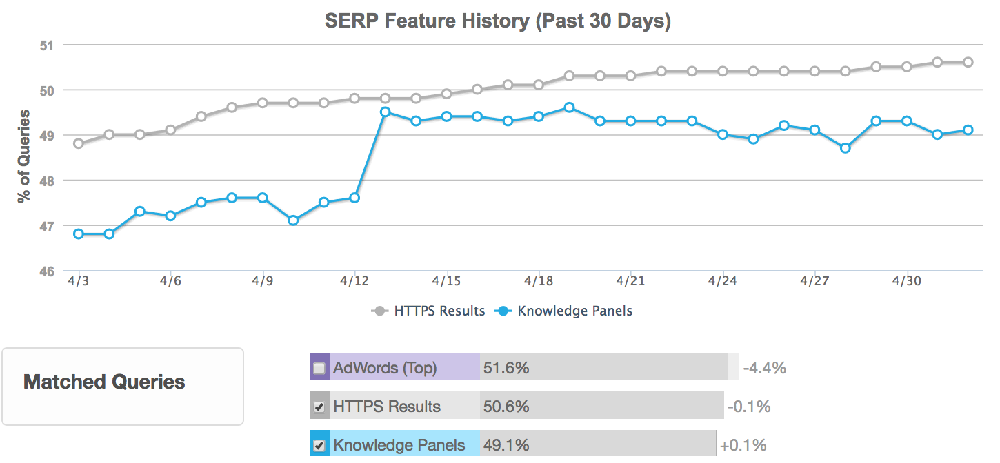 SERP Feature History (Past 30 Days)
51
50
49
48
47
46
% of Queries
4/3 4/6 4/9 4/12 4/15 4/18 4/21 4/24 4/27 4/30
HTTPS Results Knowledge Panels
Matched Queries
AdWords (Top) 51.6% -4.4%
HTTPS Results 50.6% -0.1%
Knowledge Panels 49.1% +0.1%